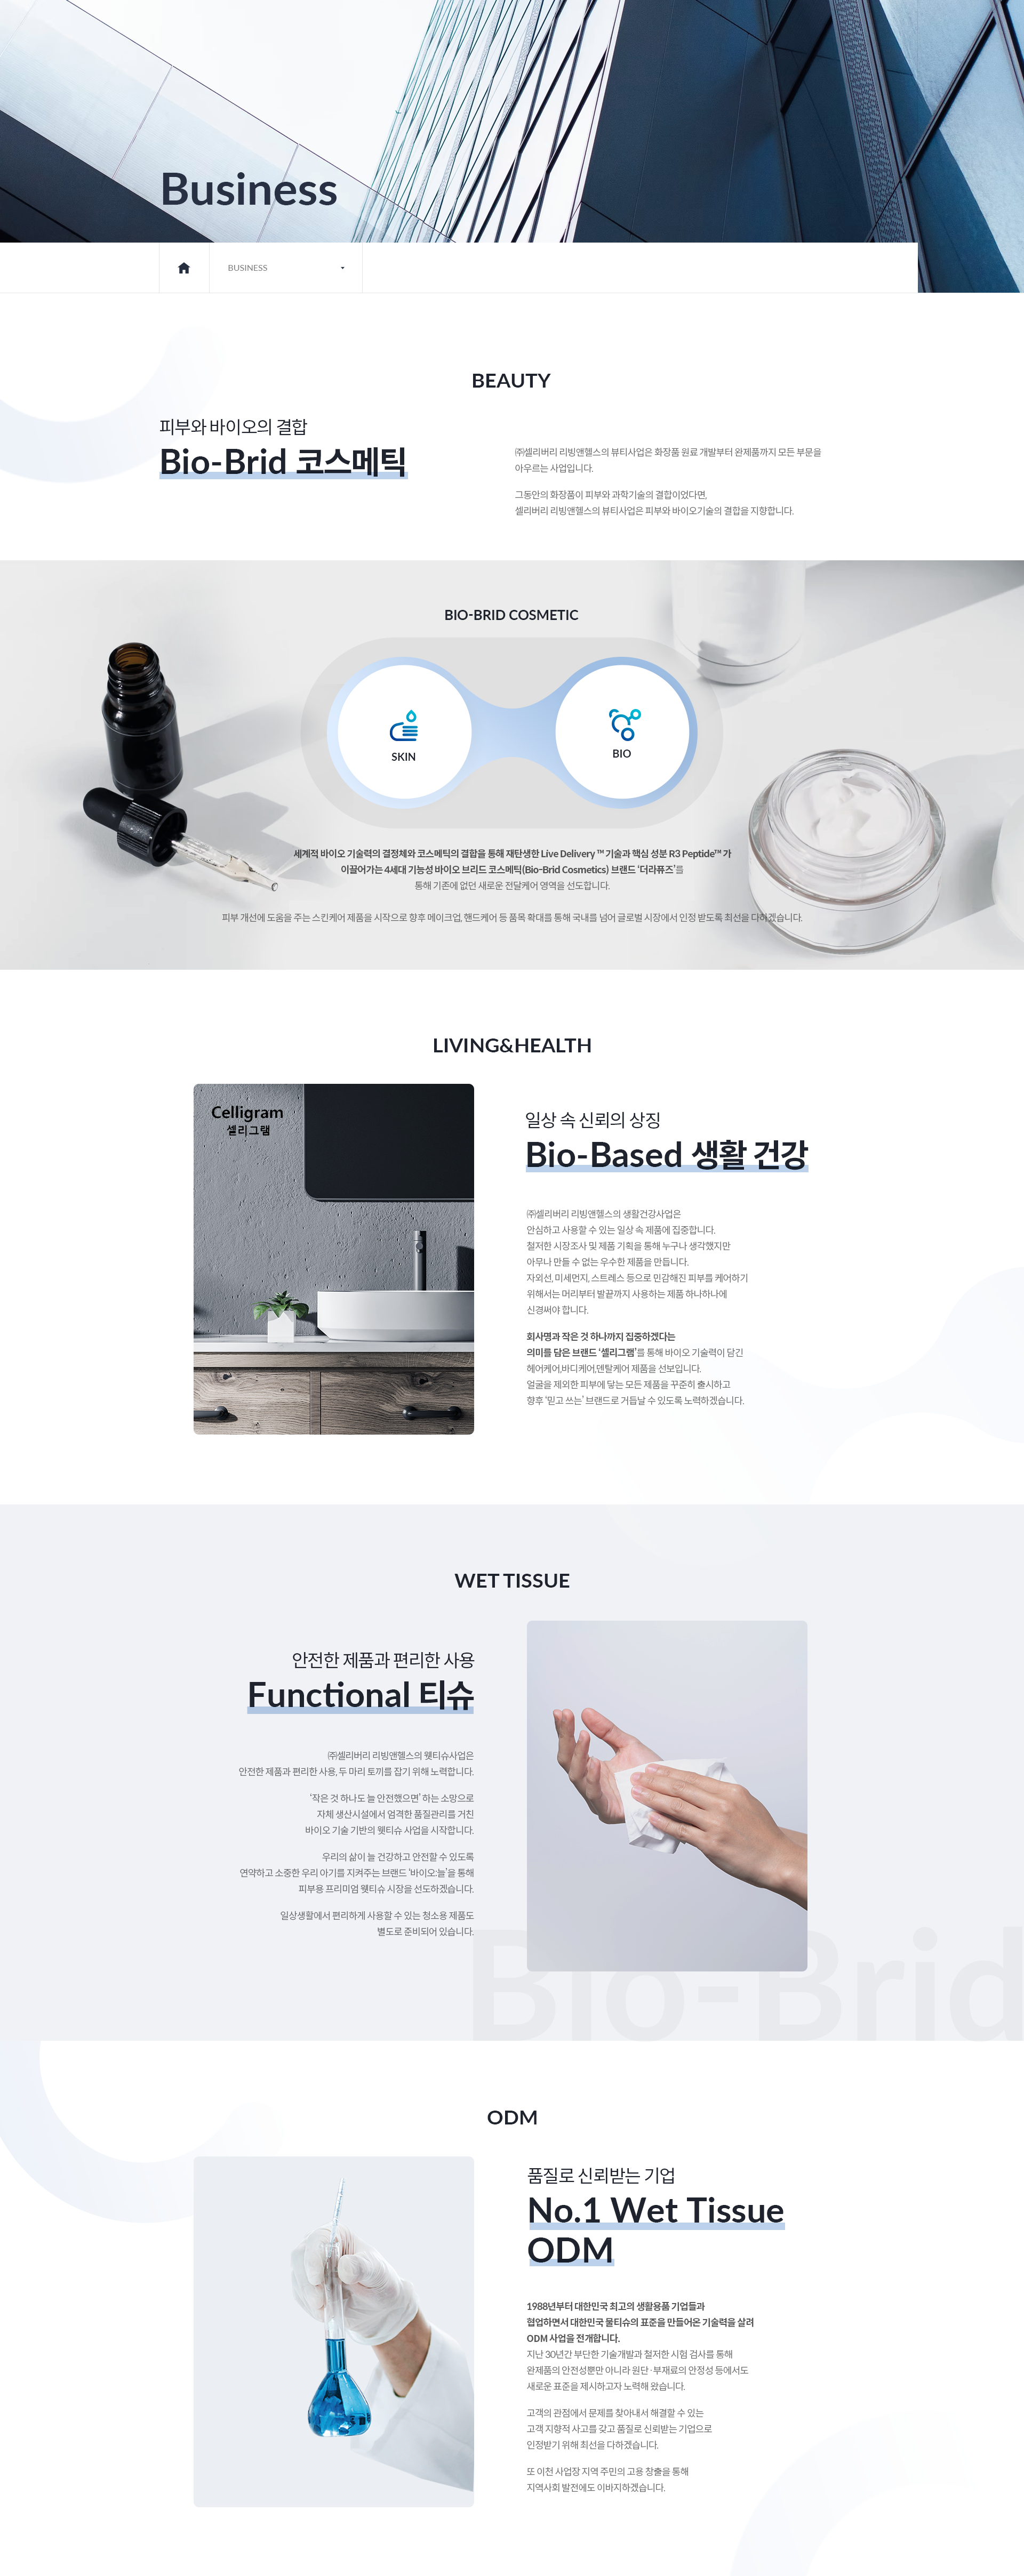 Business
BUSINESS
BEAUTY
피부와 바이오의 결합
Bio-Brid 코스메틱
㈜셀리버리 리빙앤헬스의 뷰티사업은 화장품 원료 개발부터 완제품까지 모든 부문을
아우르는 사업입니다.
그동안의 화장품이 피부와 과학기술의 결합이었다면,
셀리버리 리빙앤헬스의 뷰티사업은 피부와 바이오기술의 결합을 지향합니다.
BIO-BRID COSMETIC
SKIN
BIO
세계적 바이오 기술력의 결정체와 코스메틱의 결합을 통해 재탄생한 Live Delivery ™ 기술과 핵심 성분 R3 Peptide™ 가
이끌어가는 4세대 기능성 바이오 브리드 코스메틱(Bio-Brid Cosmetics) 브랜드 ‘더라퓨즈’를
통해 기존에 없던 새로운 전달케어 영역을 선도합니다.
피부 개선에 도움을 주는 스킨케어 제품을 시작으로 향후 메이크업, 핸드케어 등 품목 확대를 통해 국내를 넘어 글로벌 시장에서 인정 받도록 최선을 다하겠습니다.
LIVING&HEALTH
Celligram
셀리그램
일상 속 신뢰의 상징
Bio-Based 생활 건강
㈜셀리버리 리빙앤헬스의 생활건강사업은
안심하고 사용할 수 있는 일상 속 제품에 집중합니다.
철저한 시장조사 및 제품 기획을 통해 누구나 생각했지만
아무나 만들 수 없는 우수한 제품을 만듭니다.
자외선, 미세먼지, 스트레스 등으로 민감해진 피부를 케어하기
위해서는 머리부터 발끝까지 사용하는 제품 하나하나에
신경써야 합니다.
회사명과 작은 것 하나까지 집중하겠다는
의미를 담은 브랜드 ‘셀리그램’를 통해 바이오 기술력이 담긴
헤어케어,바디케어,덴탈케어 제품을 선보입니다.
얼굴을 제외한 피부에 닿는 모든 제품을 꾸준히 출시하고
향후 ‘믿고 쓰는’ 브랜드로 거듭날 수 있도록 노력하겠습니다.
WET TISSUE
안전한 제품과 편리한 사용
Functional 티슈
㈜셀리버리 리빙앤헬스의 웻티슈사업은
안전한 제품과 편리한 사용, 두 마리 토끼를 잡기 위해 노력합니다.
‘작은 것 하나도 늘 안전했으면’ 하는 소망으로
자체 생산시설에서 엄격한 품질관리를 거친
바이오 기술 기반의 웻티슈 사업을 시작합니다.
우리의 삶이 늘 건강하고 안전할 수 있도록
연약하고 소중한 우리 아기를 지켜주는 브랜드 ‘바이오:늘’을 통해
피부용 프리미엄 웻티슈 시장을 선도하겠습니다.
일상생활에서 편리하게 사용할 수 있는 청소용 제품도
별도로 준비되어 있습니다.
Bio-Brid
ODM
품질로 신뢰받는 기업
No.1 Wet Tissue
ODM
1988년부터 대한민국 최고의 생활용품 기업들과
협업하면서 대한민국 물티슈의 표준을 만들어온 기술력을 살려
ODM 사업을 전개합니다.
지난 30년간 부단한 기술개발과 철저한 시험 검사를 통해
완제품의 안전성뿐만 아니라 원단 · 부재료의 안정성 등에서도
새로운 표준을 제시하고자 노력해 왔습니다.
고객의 관점에서 문제를 찾아내서 해결할 수 있는
고객 지향적 사고를 갖고 품질로 신뢰받는 기업으로
인정받기 위해 최선을 다하겠습니다.
또 이천 사업장 지역 주민의 고용 창출을 통해
지역사회 발전에도 이바지하겠습니다.